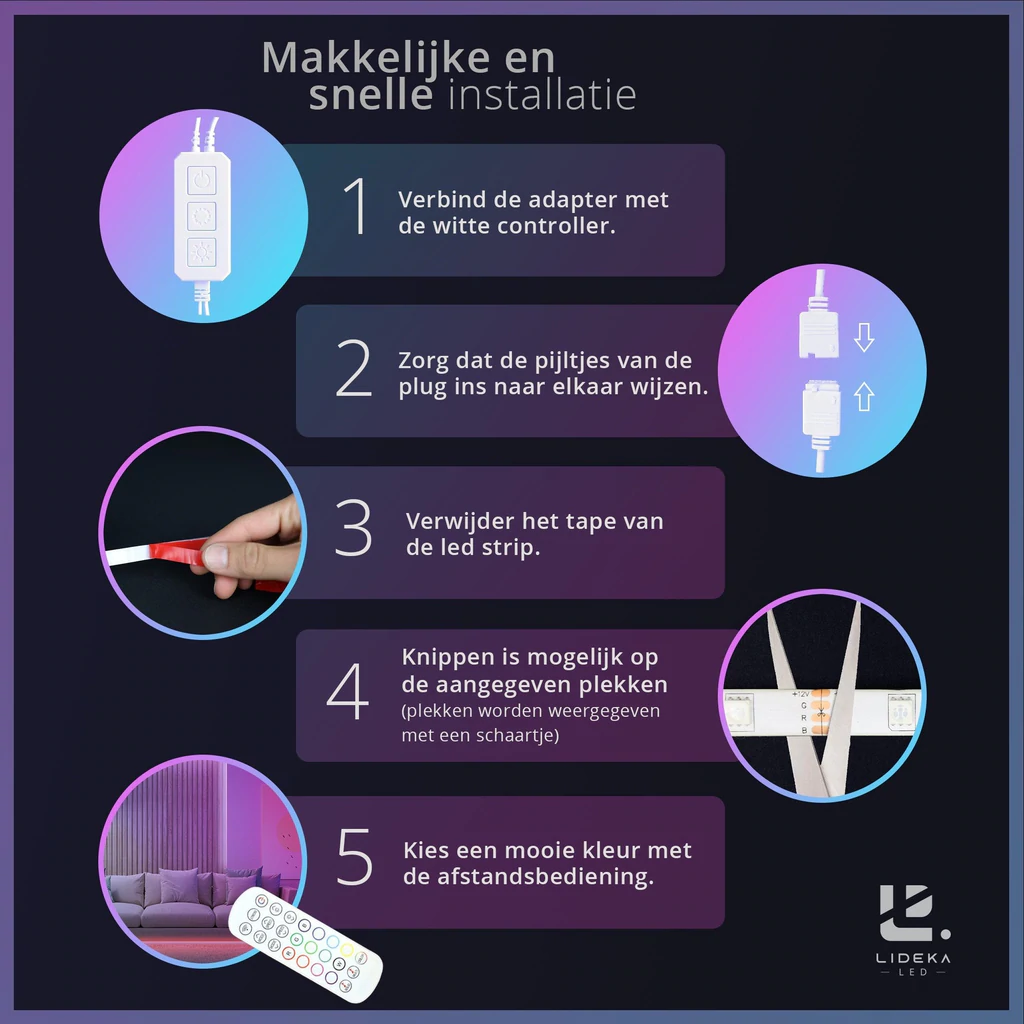 Makkelijke en
snelle installatie
1
Verbind de adapter met
de witte controller.
2
Zorg dat de pijltjes van de
plug ins naar elkaar wijzen.
3
Verwijder het tape van
de led strip.
4
Knippen is mogelijk op
de aangegeven plekken
(plekken worden weergegeven
met een schaartje)
+12V
G
R
B
5
Kies een mooie kleur met
de afstandsbediening.
LIDEKA
LED